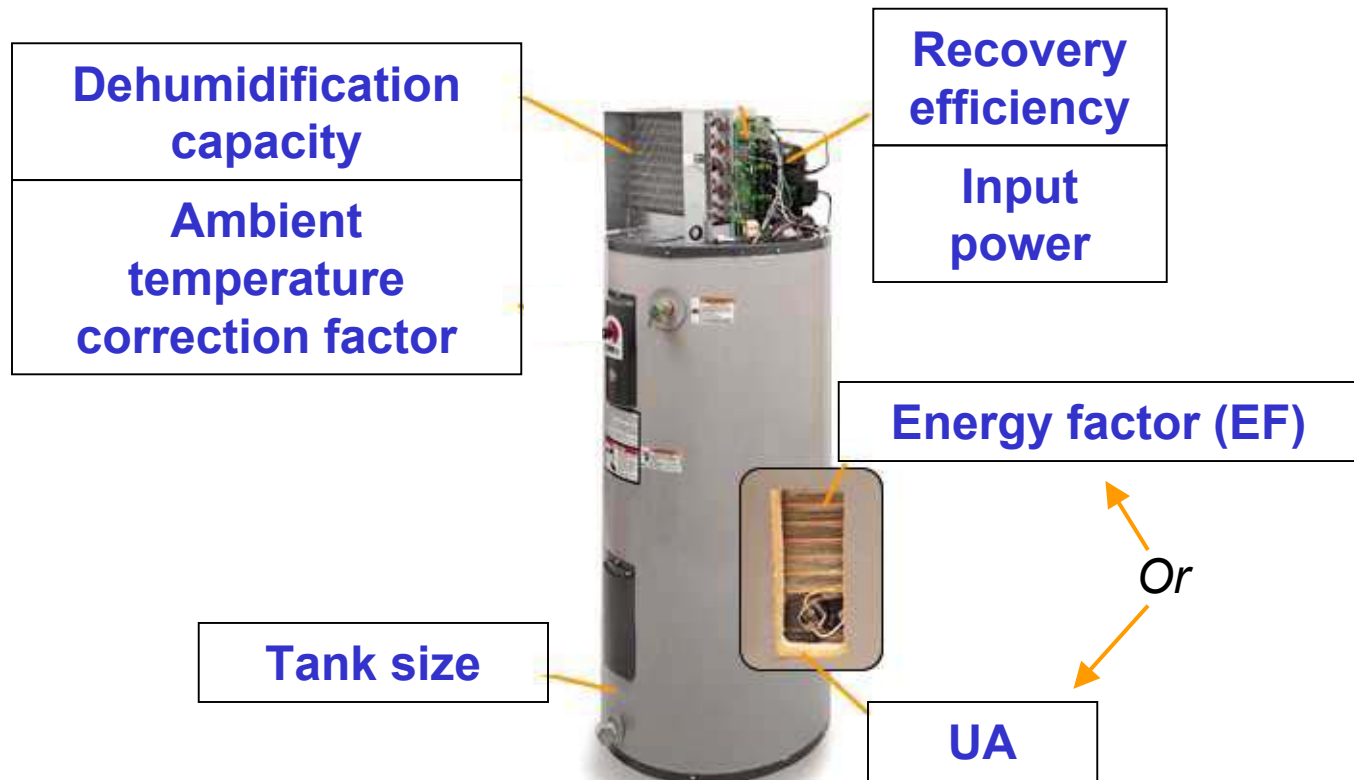 Dehumidification
capacity
Ambient
temperature
correction factor
Recovery
efficiency
Input
power
Energy factor (EF)
Or
Tank size
UA